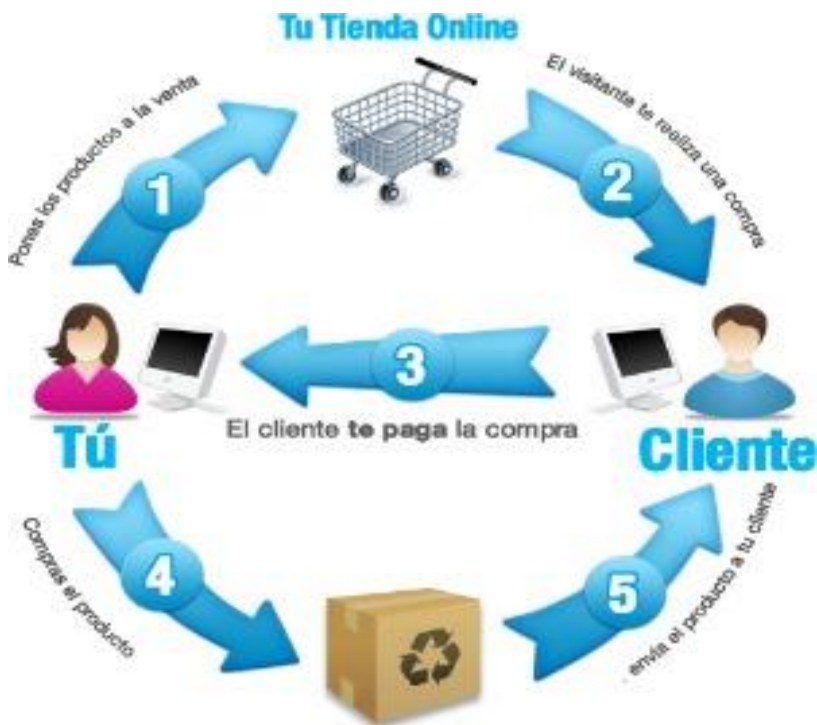 Tu Tienda Online
Pones los productos a la venta
1
El visitante te realiza una compra
2
3
El cliente te paga la compra
Tú
Cliente
Compras el producto
4
5
. envía el producto a tu cliente